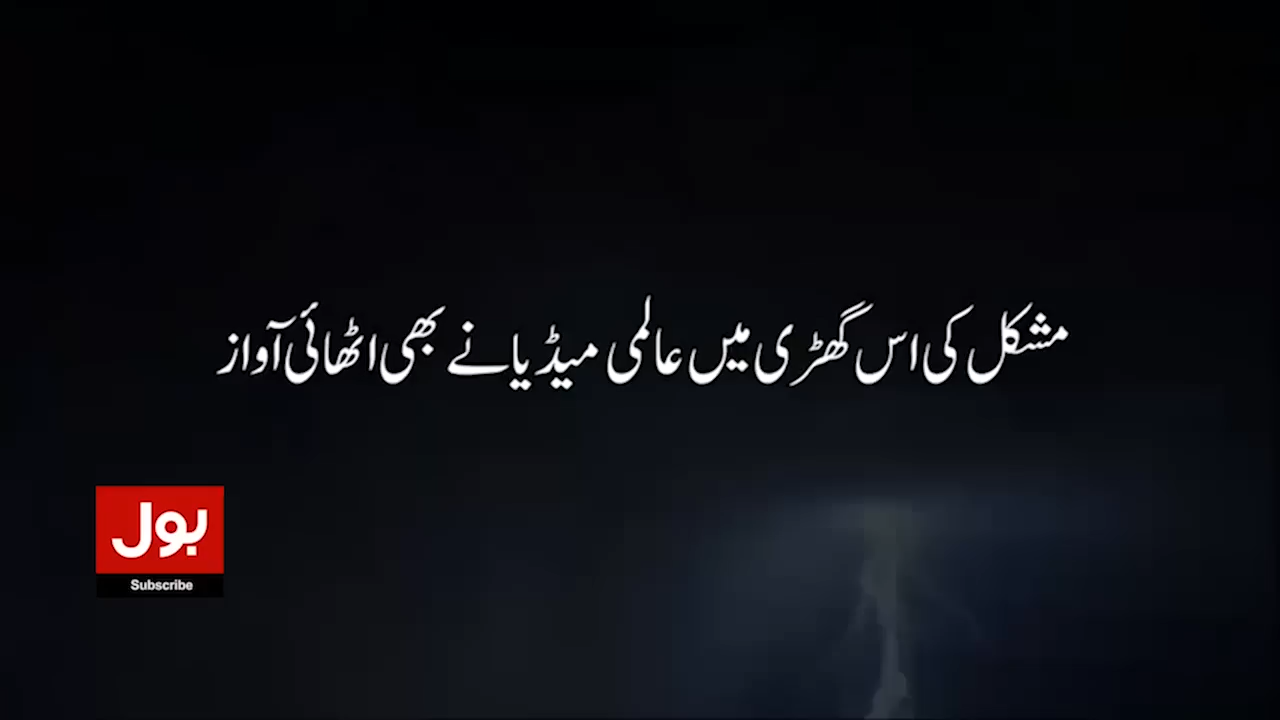 مشکل کی اس گھڑی میں عالمی میڈیا نے بھی اٹھائی آواز
بول
Subscribe